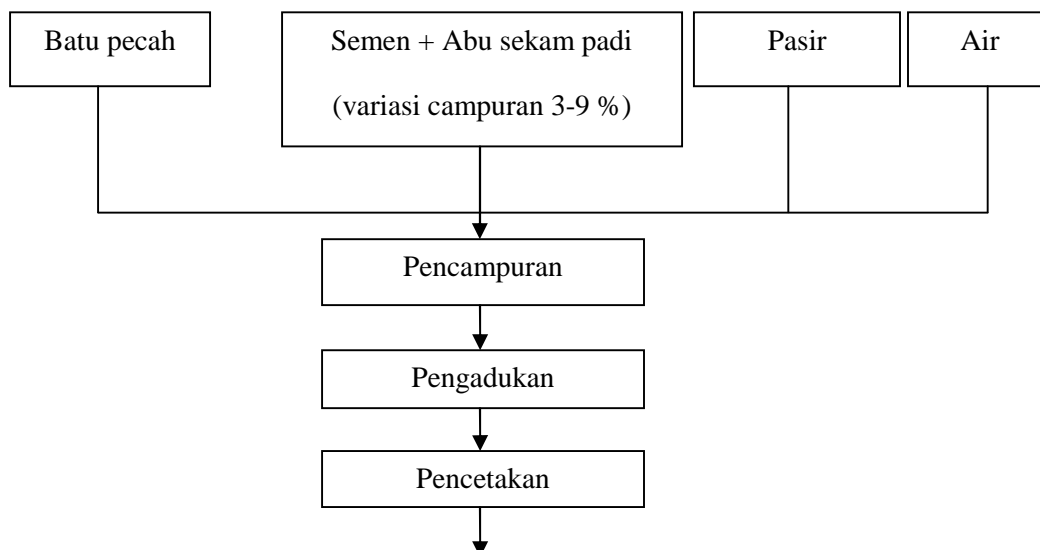 Batu pecah
Semen + Abu sekam padi
(variasi campuran 3-9 %)
Pasir
Air
Pencampuran
Pengadukan
Pencetakan